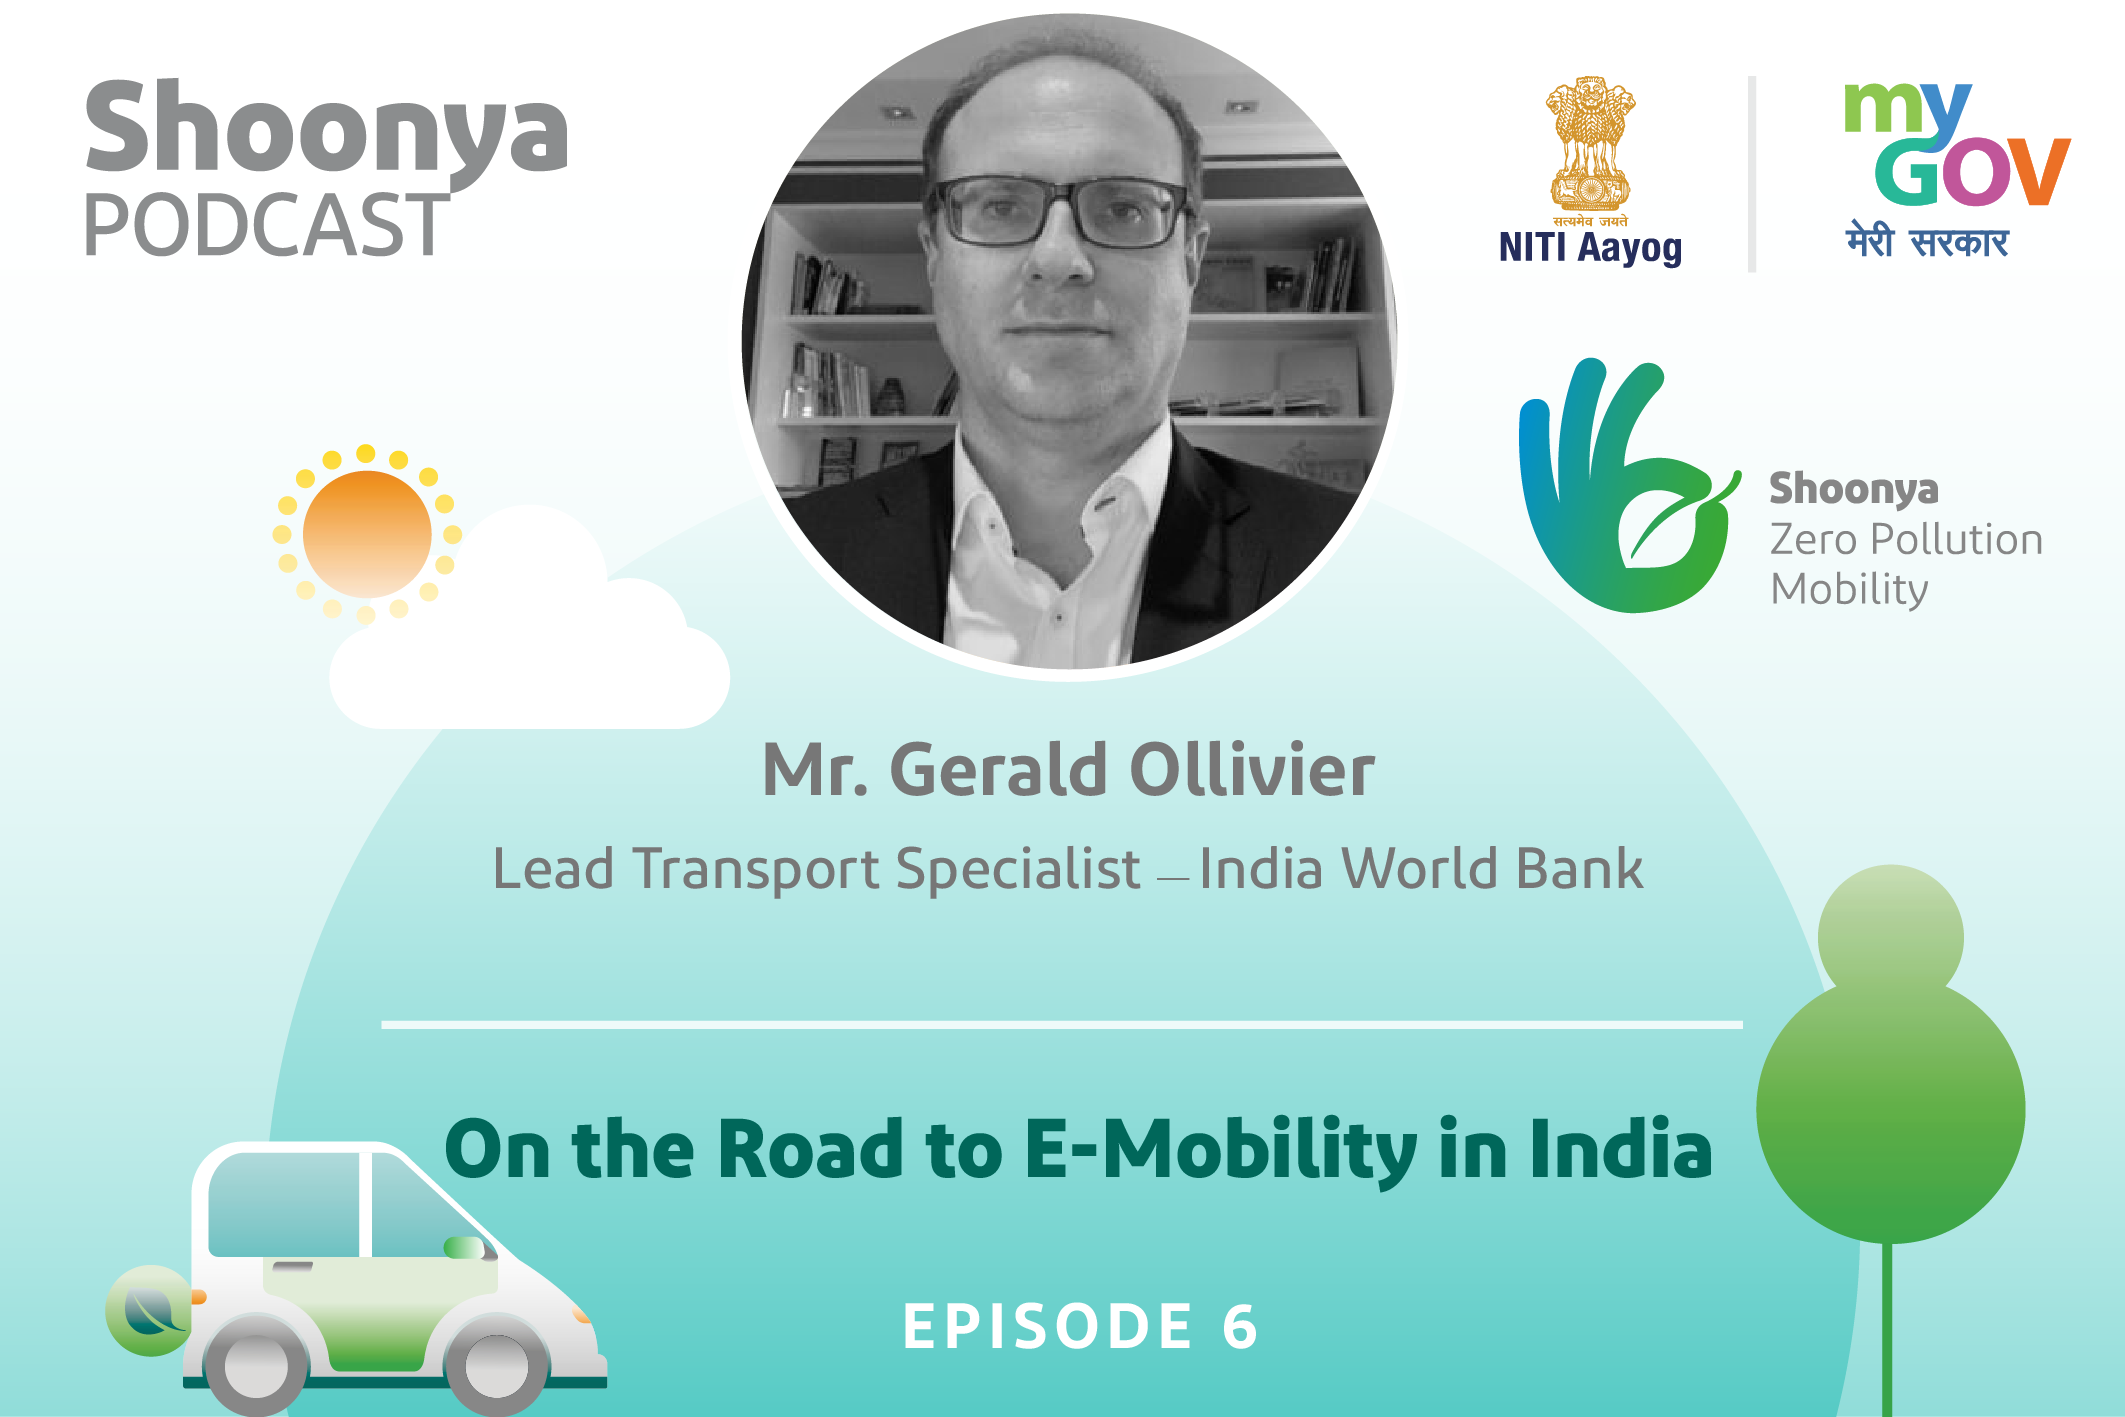 Shoonya
PODCAST
सत्यमेव जयते
NITI Aayog
my
GOV
मेरी सरकार
Shoonya
Zero Pollution
Mobility
Mr. Gerald Ollivier
Lead Transport Specialist — India World Bank
On the Road to E-Mobility in India
EPISODE 6